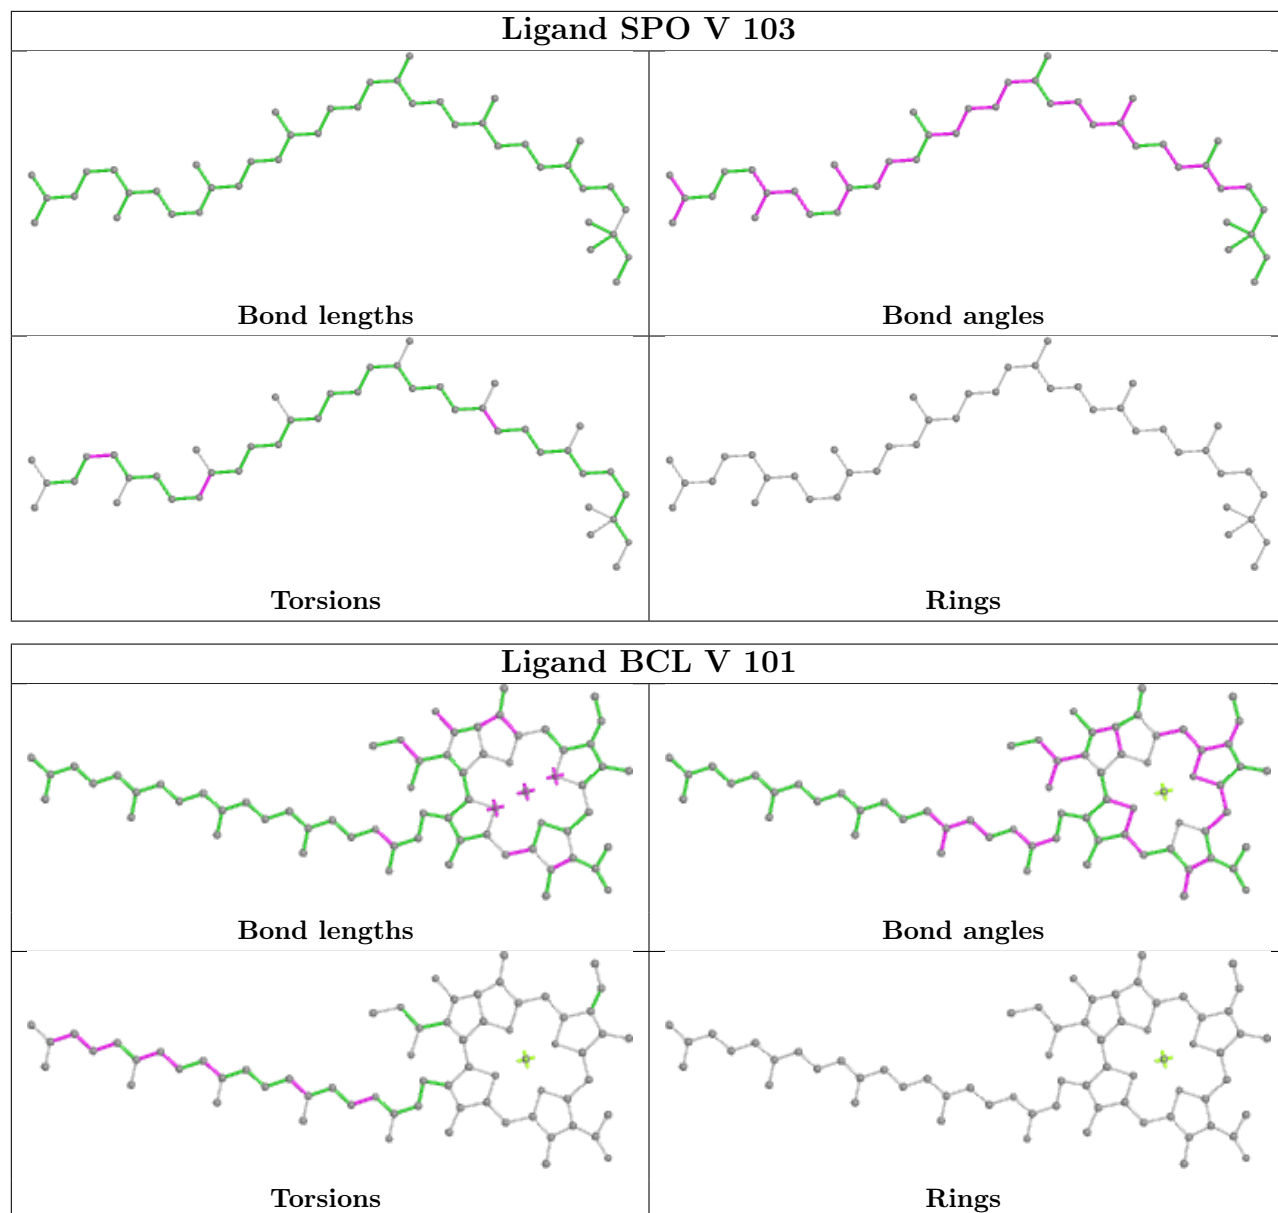 Ligand SPO V 103
Bond lengths
Bond angles
Torsions
Rings
Ligand BCL V 101
Bond lengths
Bond angles
Torsions
Rings